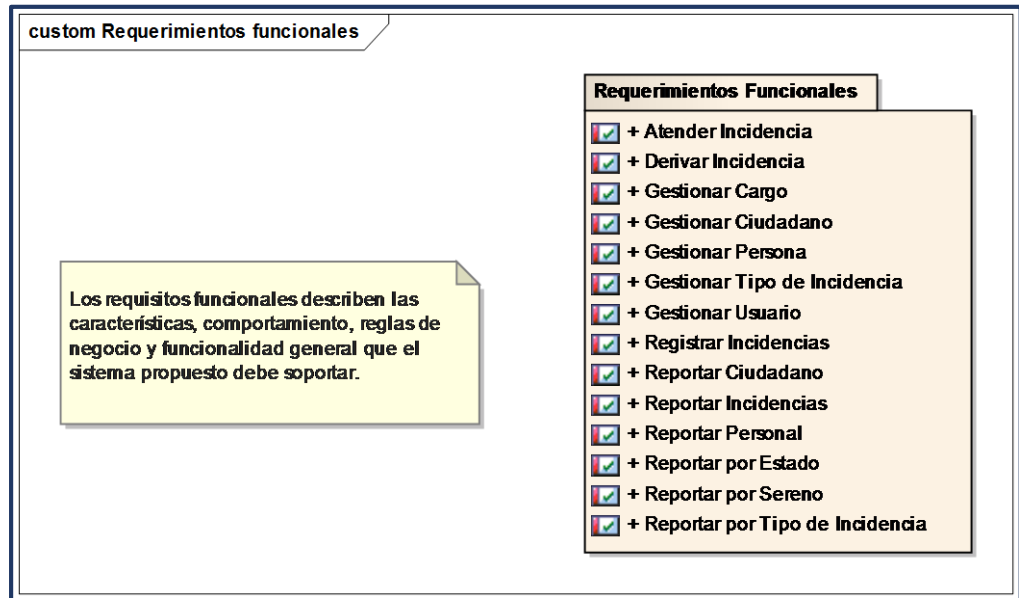 custom Requerimientos funcionales
Requerimientos Funcionales
+ Atender Incidencia
+ Derivar Incidencia
+ Gestionar Cargo
+ Gestionar Ciudadano
+ Gestionar Persona
+ Gestionar Tipo de Incidencia
+ Gestionar Usuario
+ Registrar Incidencias
+ Reportar Ciudadano
+ Reportar Incidencias
+ Reportar Personal
+ Reportar por Estado
+ Reportar por Sereno
+ Reportar por Tipo de Incidencia
Los requisitos funcionales describen las
características, comportamiento, reglas de
negocio y funcionalidad general que el
sistema propuesto debe soportar.